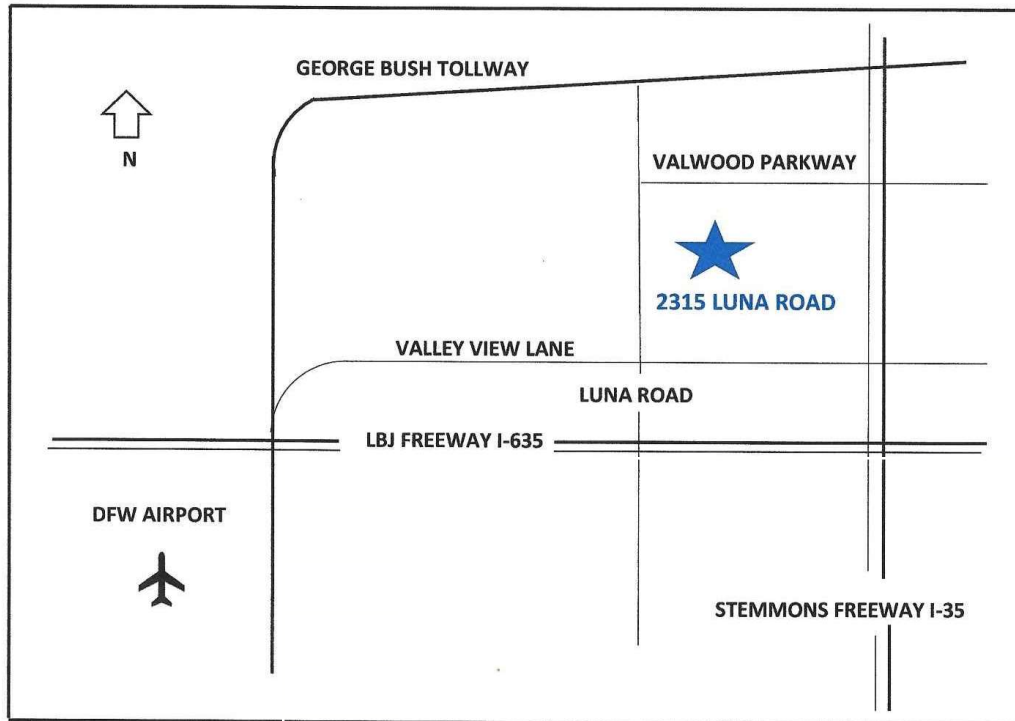 GEORGE BUSH TOLLWAY
N
VALWOOD PARKWAY
2315 LUNA ROAD
VALLEY VIEW LANE
LUNA ROAD
LBJ FREEWAY I-635
DFW AIRPORT
STEMMONS FREEWAY I-35